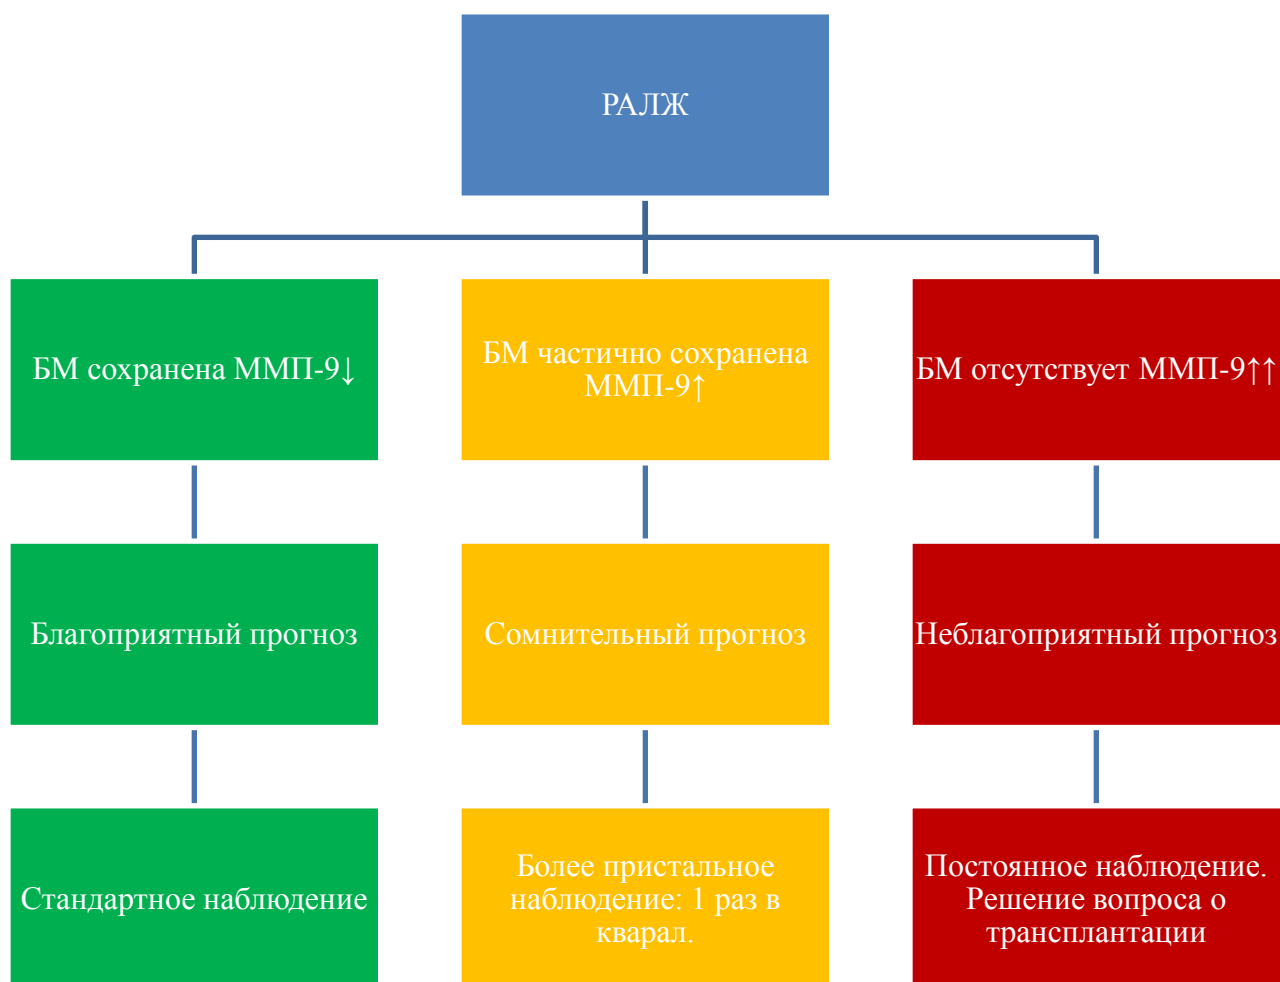 РАЛЖ
БМ сохранена ММП-9↓
БМ частично сохранена
ММП-9↑
БМ отсутствует ММП-9↑↑
Благоприятный прогноз
Сомнительный прогноз
Неблагоприятный прогноз
Стандартное наблюдение
Более пристальное
наблюдение: 1 раз в
кварал.
Постоянное наблюдение.
Решение вопроса о
трансплантации